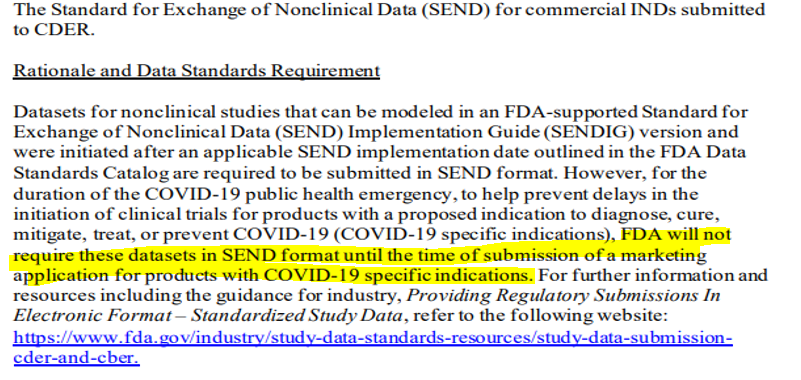 The Standard for Exchange of Nonclinical Data (SEND) for commercial INDs submitted
to CDER.
Rationale and Data Standards Requirement
Datasets for nonclinical studies that can be modeled in an FDA-supported Standard for
Exchange of Nonclinical Data (SEND) Implementation Guide (SENDIG) version and
were initiated after an applicable SEND implementation date outlined in the FDA Data
Standards Catalog are required to be submitted in SEND format. However, for the
duration of the COVID-19 public health emergency, to help prevent delays in the
initiation of clinical trials for products with a proposed indication to diagnose, cure,
mitigate, treat, or prevent COVID-19 (COVID-19 specific indications), FDA will not
require these datasets in SEND format until the time of submission of a marketing
application for products with COVID-19 specific indications. For further information and
resources including the guidance for industry, Providing Regulatory Submissions In
Electronic Format – Standardized Study Data, refer to the following website:
https://www.fda.gov/industry/study-data-standards-resources/study-data-submission-
cder-and-cber.